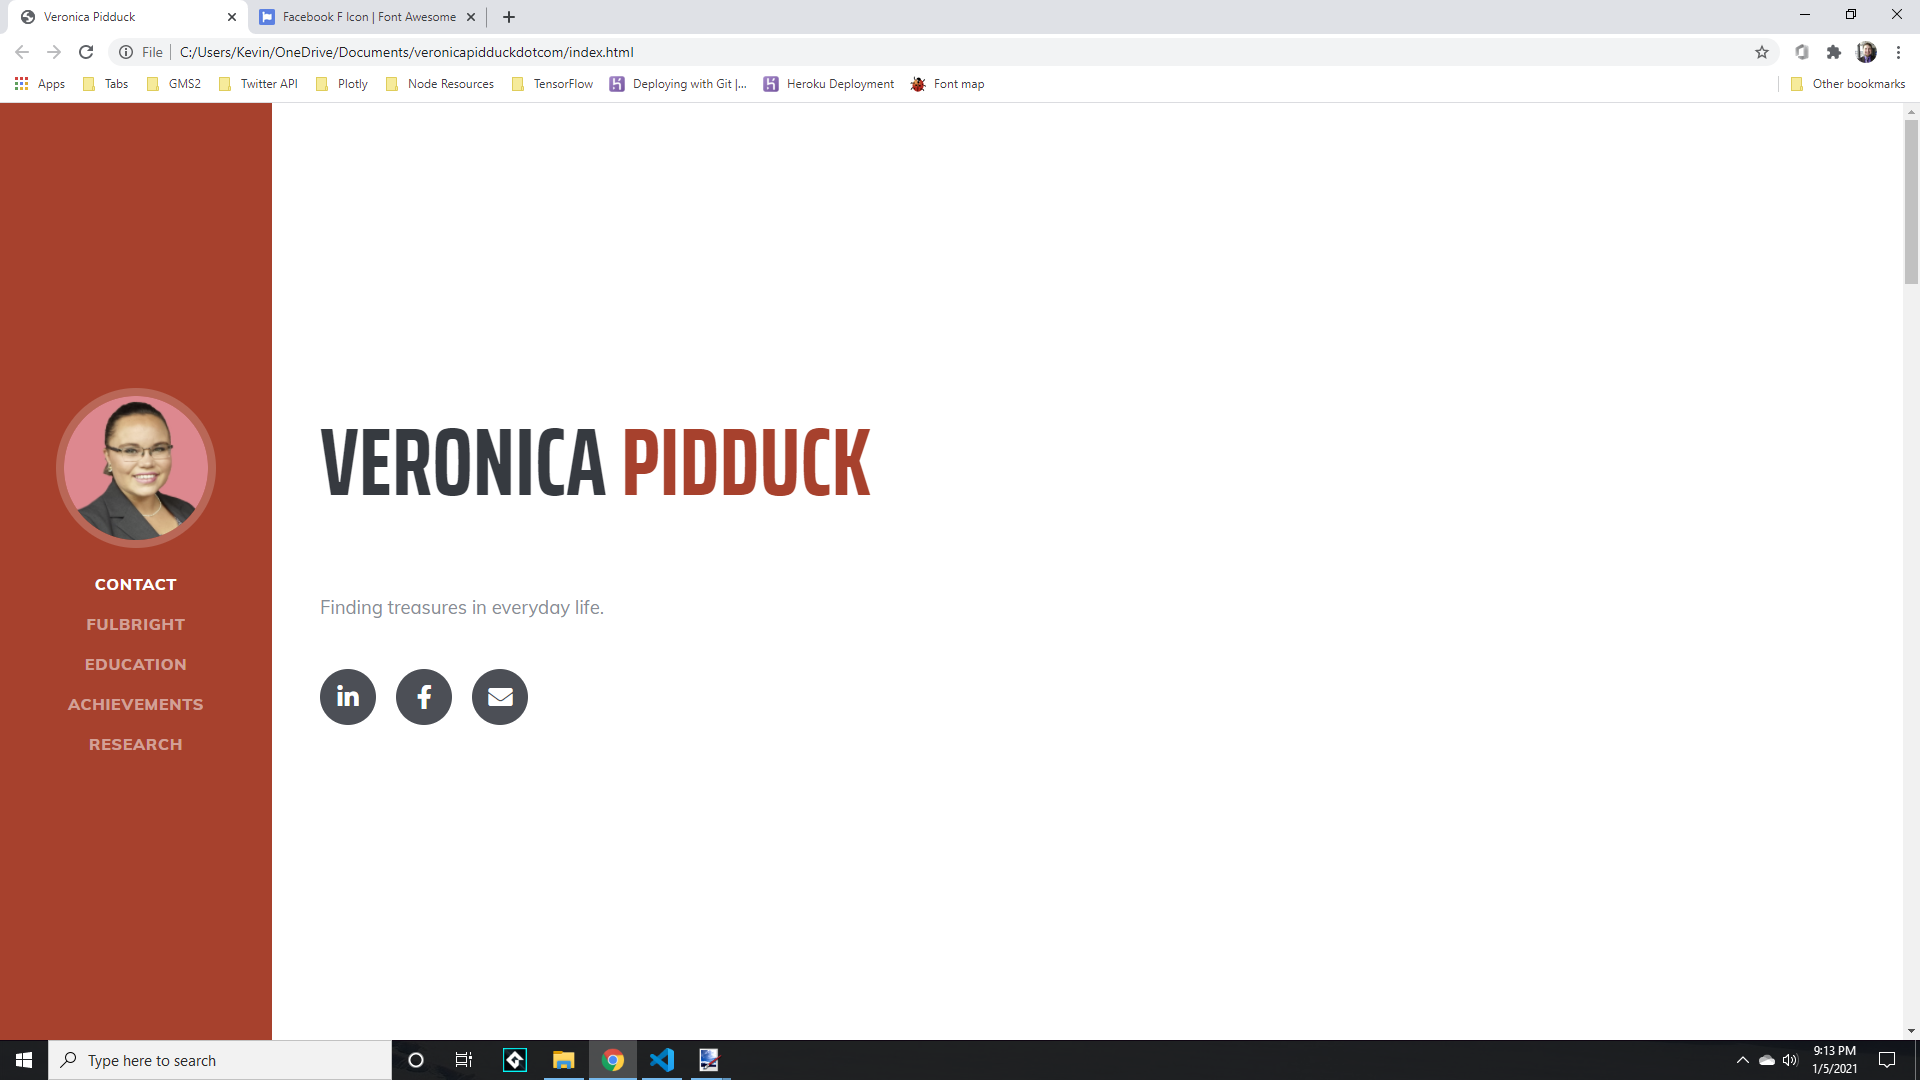 Veronica Pidduck
Facebook F Icon | Font Awesome
File
C:/Users/Kevin/OneDrive/Documents/veronicapidduckdotcom/index.html
Apps
Tabs
GMS2
Twitter API
Plotly
Node Resources
TensorFlow
Deploying with Git |...
Heroku Deployment
Font map
Other bookmarks
CONTACT
FULBRIGHT
EDUCATION
ACHIEVEMENTS
RESEARCH
VERONICA PIDDUCK
Finding treasures in everyday life.
in
f
Type here to search
9:13 PM
1/5/2021